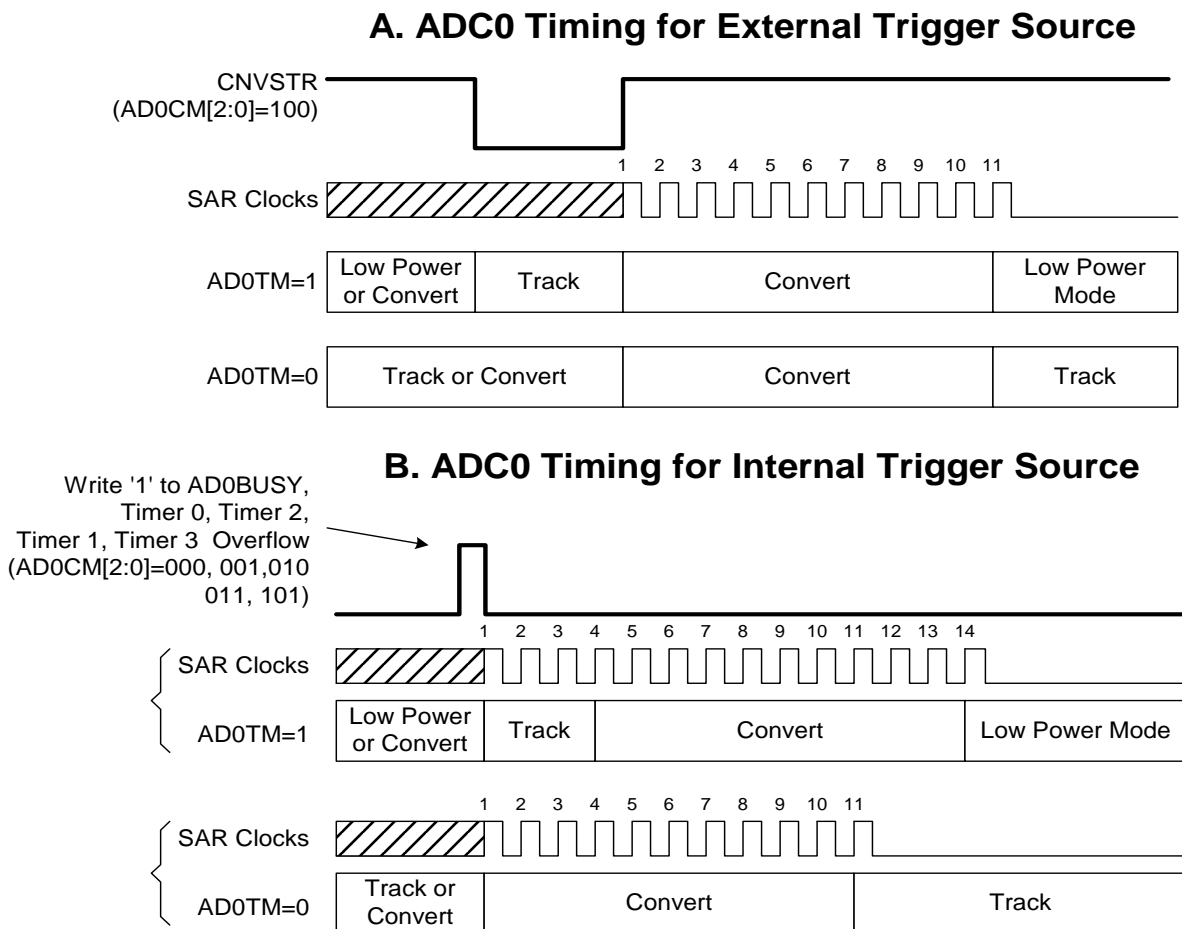 A. ADC0 Timing for External Trigger Source
CNVSTR
(AD0CM[2:0]=100)
1 2 3 4 5 6 7 8 9 10 11
SAR Clocks
AD0TM=1
Low Power
or Convert
Track
Convert
Low Power
Mode
AD0TM=0
Track or Convert
Convert
Track
B. ADC0 Timing for Internal Trigger Source
Write '1' to AD0BUSY,
Timer 0, Timer 2,
Timer 1, Timer 3 Overflow
(AD0CM[2:0]=000, 001,010
011, 101)
1 2 3 4 5 6 7 8 9 10 11 12 13 14
SAR Clocks
AD0TM=1
Low Power
or Convert
Track
Convert
Low Power Mode
1 2 3 4 5 6 7 8 9 10 11
SAR Clocks
AD0TM=0
Track or
Convert
Convert
Track